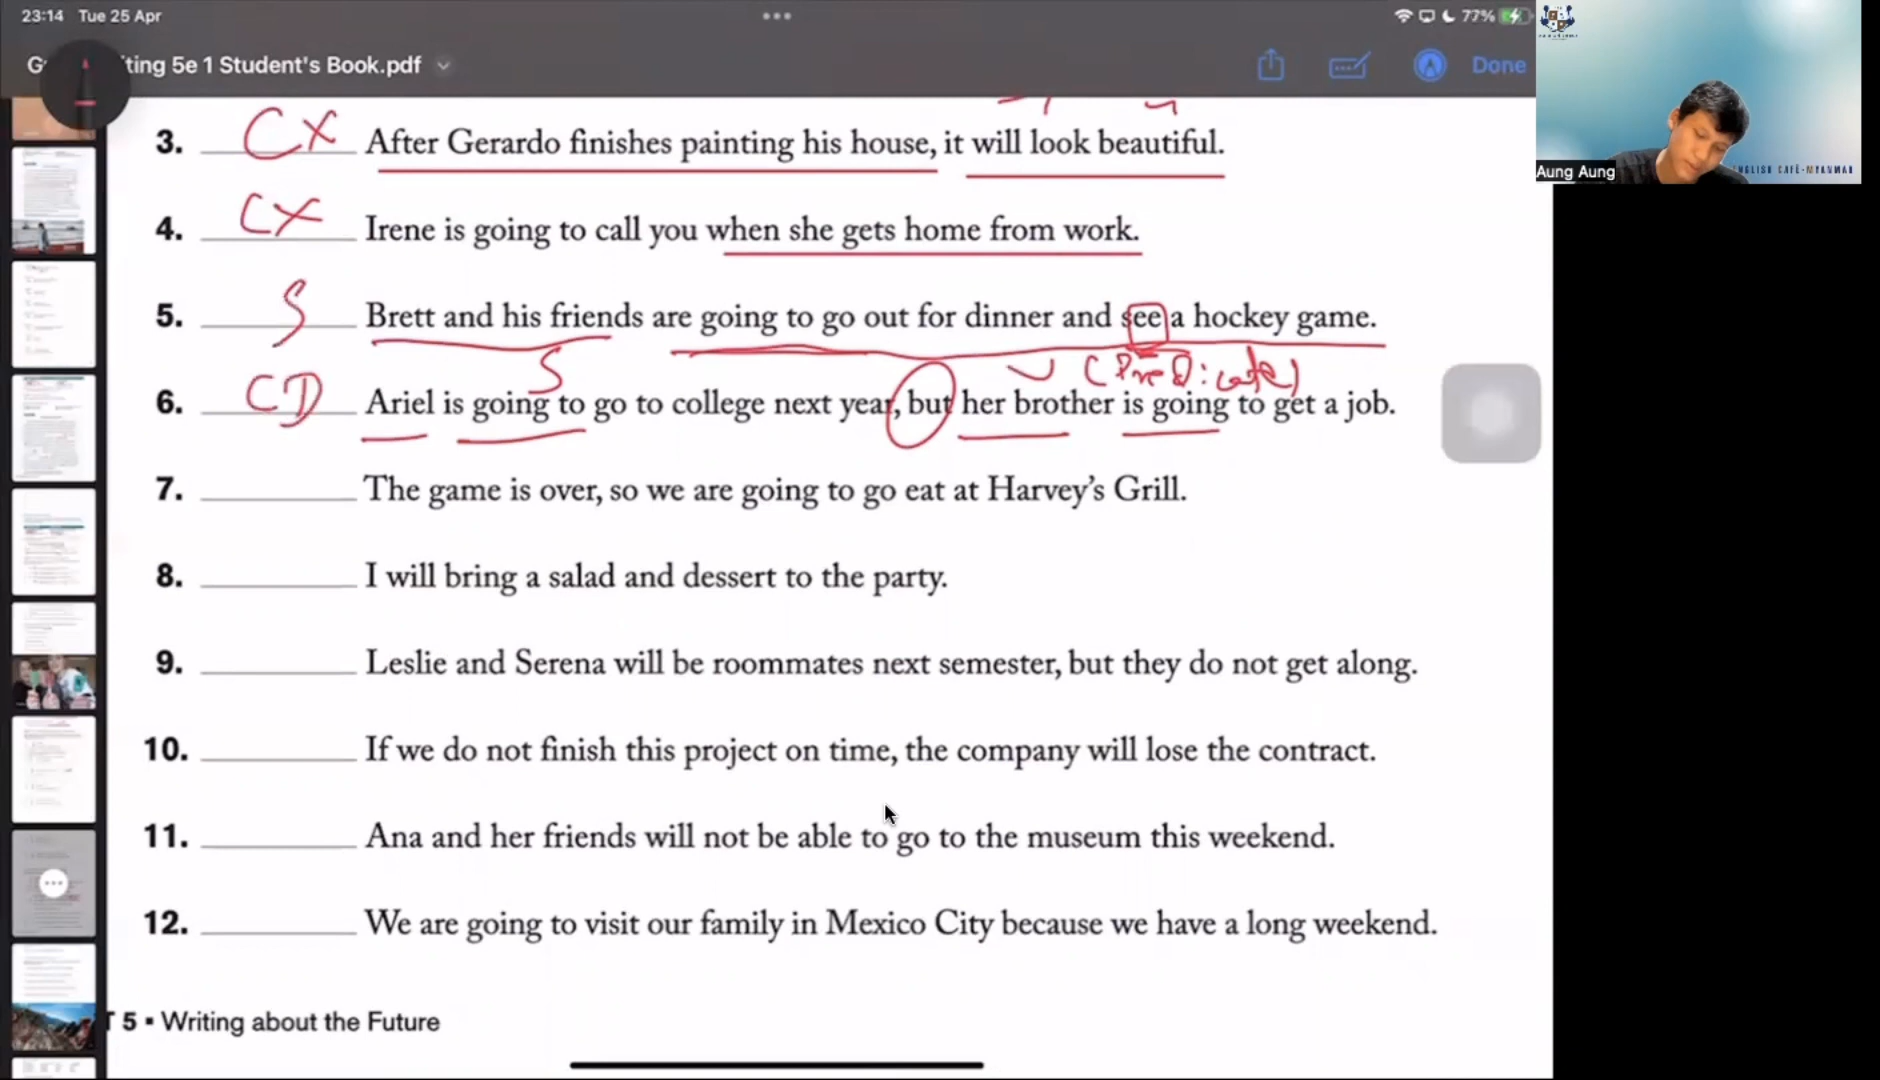 23:14 Tue 25 Apr
77%
G ting 5e 1 Student's Book.pdf
Done
3. CX After Gerardo finishes painting his house, it will look beautiful.
4. CX Irene is going to call you when she gets home from work.
5. S Brett and his friends are going to go out for dinner and see a hockey game.
S (Predicate)
6. CD Ariel is going to go to college next year, but her brother is going to get a job.
7. The game is over, so we are going to go eat at Harvey's Grill.
8. I will bring a salad and dessert to the party.
9. Leslie and Serena will be roommates next semester, but they do not get along.
10. If we do not finish this project on time, the company will lose the contract.
11. Ana and her friends will not be able to go to the museum this weekend.
12. We are going to visit our family in Mexico City because we have a long weekend.
T 5 ▪ Writing about the Future
Aung Aung
NGLISH CAFÉ-MYANMAR